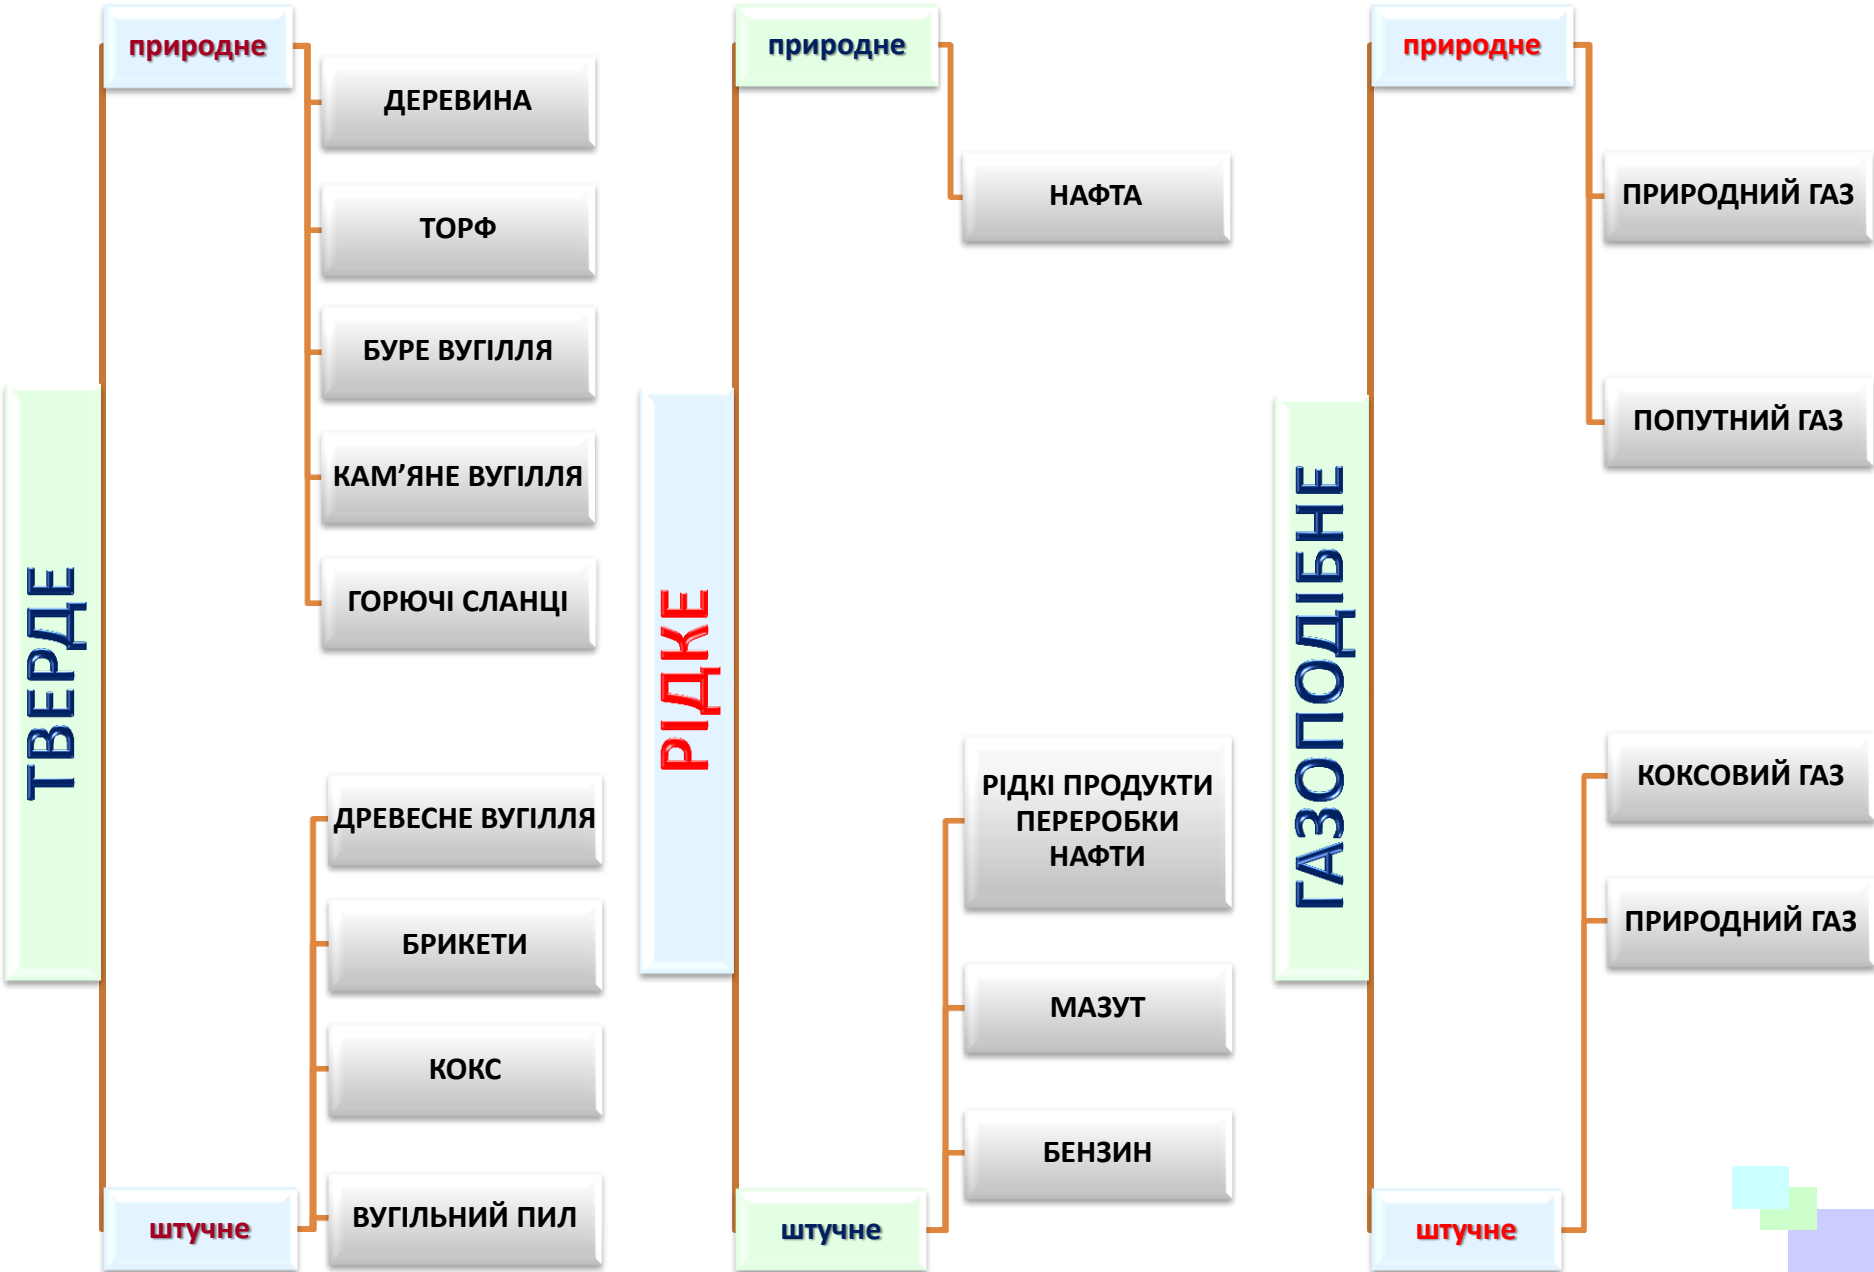 ТВЕРДЕ
природне
ДЕРЕВИНА
ТОРФ
БУРЕ ВУГІЛЛЯ
КАМ’ЯНЕ ВУГІЛЛЯ
ГОРЮЧІ СЛАНЦІ
штучне
ДРЕВЕСНЕ ВУГІЛЛЯ
БРИКЕТИ
КОКС
ВУГІЛЬНИЙ ПИЛ
РІДКЕ
природне
НАФТА
штучне
РІДКІ ПРОДУКТИ
ПЕРЕРОБКИ
НАФТИ
МАЗУТ
БЕНЗИН
ГАЗОПОДІБНЕ
природне
ПРИРОДНИЙ ГАЗ
ПОПУТНИЙ ГАЗ
штучне
КОКСОВИЙ ГАЗ
ПРИРОДНИЙ ГАЗ